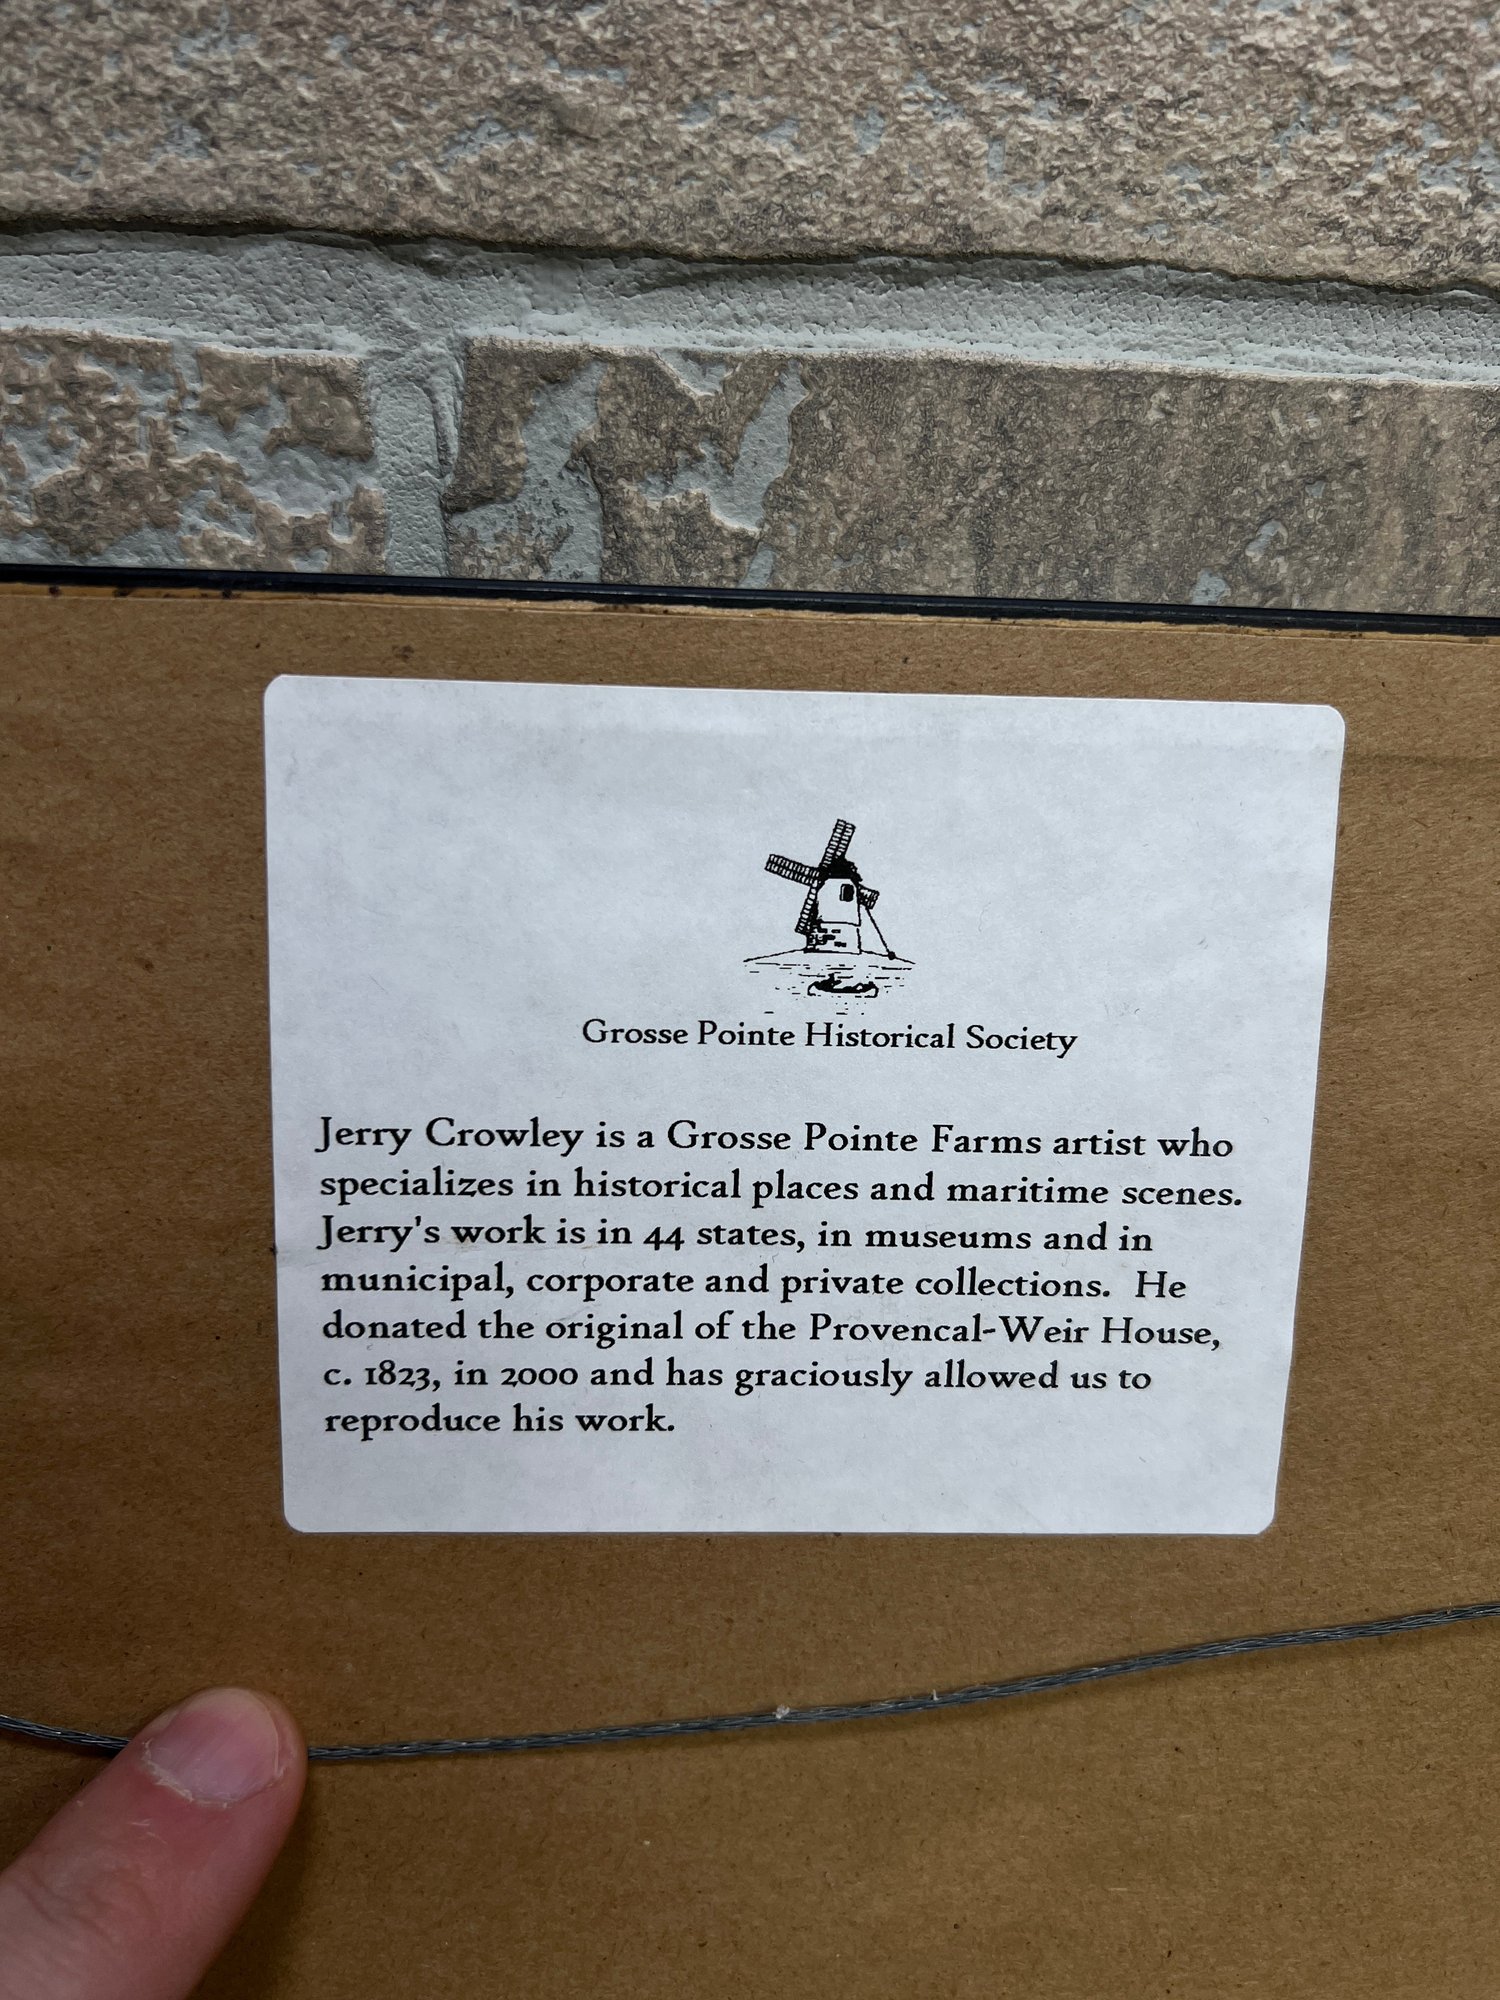 Grosse Pointe Historical Society
Jerry Crowley is a Grosse Pointe Farms artist who
specializes in historical places and maritime scenes.
Jerry's work is in 44 states, in museums and in
municipal, corporate and private collections.  He
donated the original of the Provencal-Weir House,
c. 1823, in 2000 and has graciously allowed us to
reproduce his work.